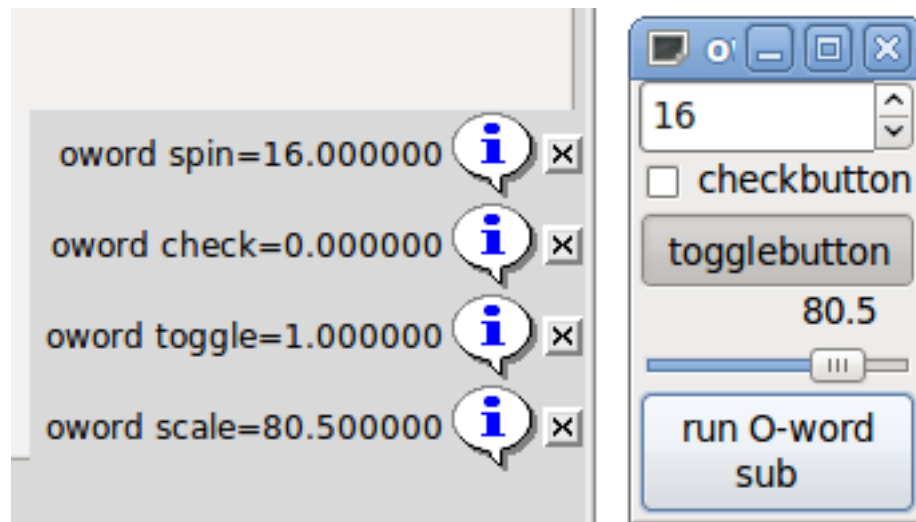 oword spin=16.000000
oword check=0.000000
oword toggle=1.000000
oword scale=80.500000
16
checkbutton
togglebutton
80.5
run O-word
sub